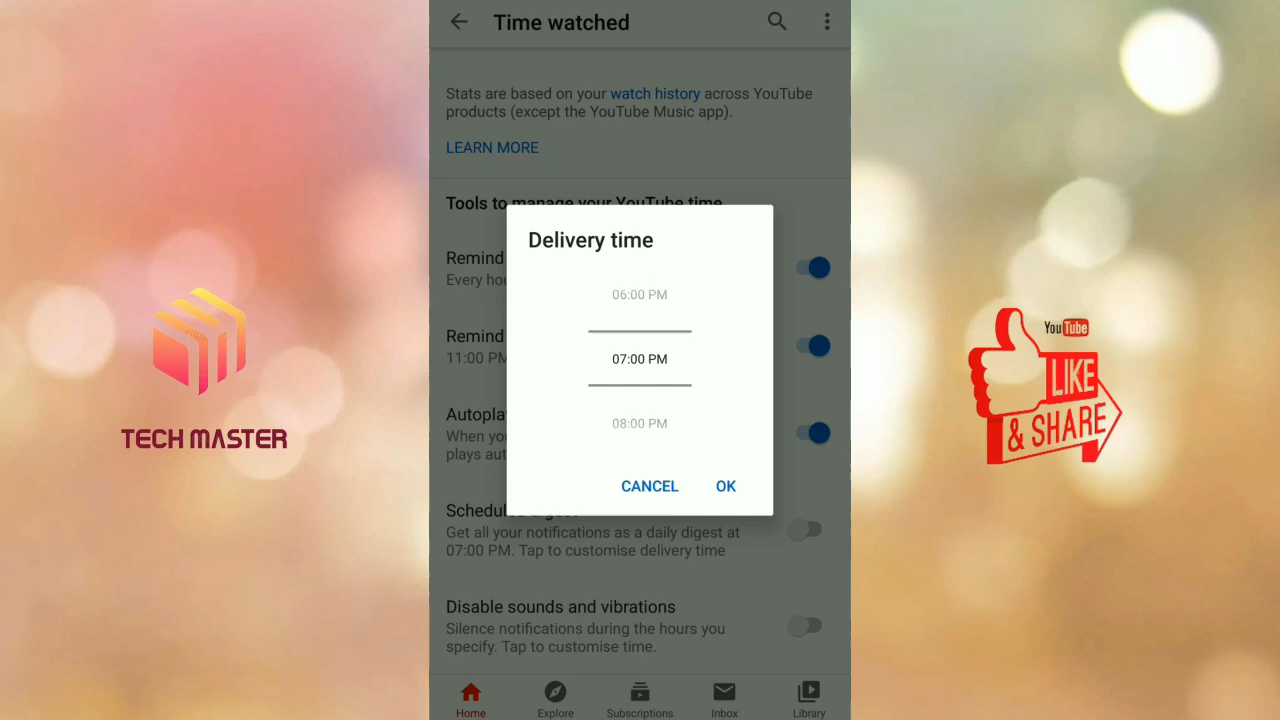 Time watched
Stats are based on your watch history across YouTube
products (except the YouTube Music app).
LEARN MORE
Tools to manage your YouTube time
Remind
Every hou
Remind
11:00 PM
Autopla
When you
plays aut
Delivery time
06:00 PM
07:00 PM
08:00 PM
CANCEL
OK
Scheduled digest
Get all your notifications as a daily digest at
07:00 PM. Tap to customise delivery time
Disable sounds and vibrations
Silence notifications during the hours you
specify. Tap to customise time.
Home
Explore
Subscriptions
Inbox
Library
TECH MASTER
YouTube
LIKE
& SHARE